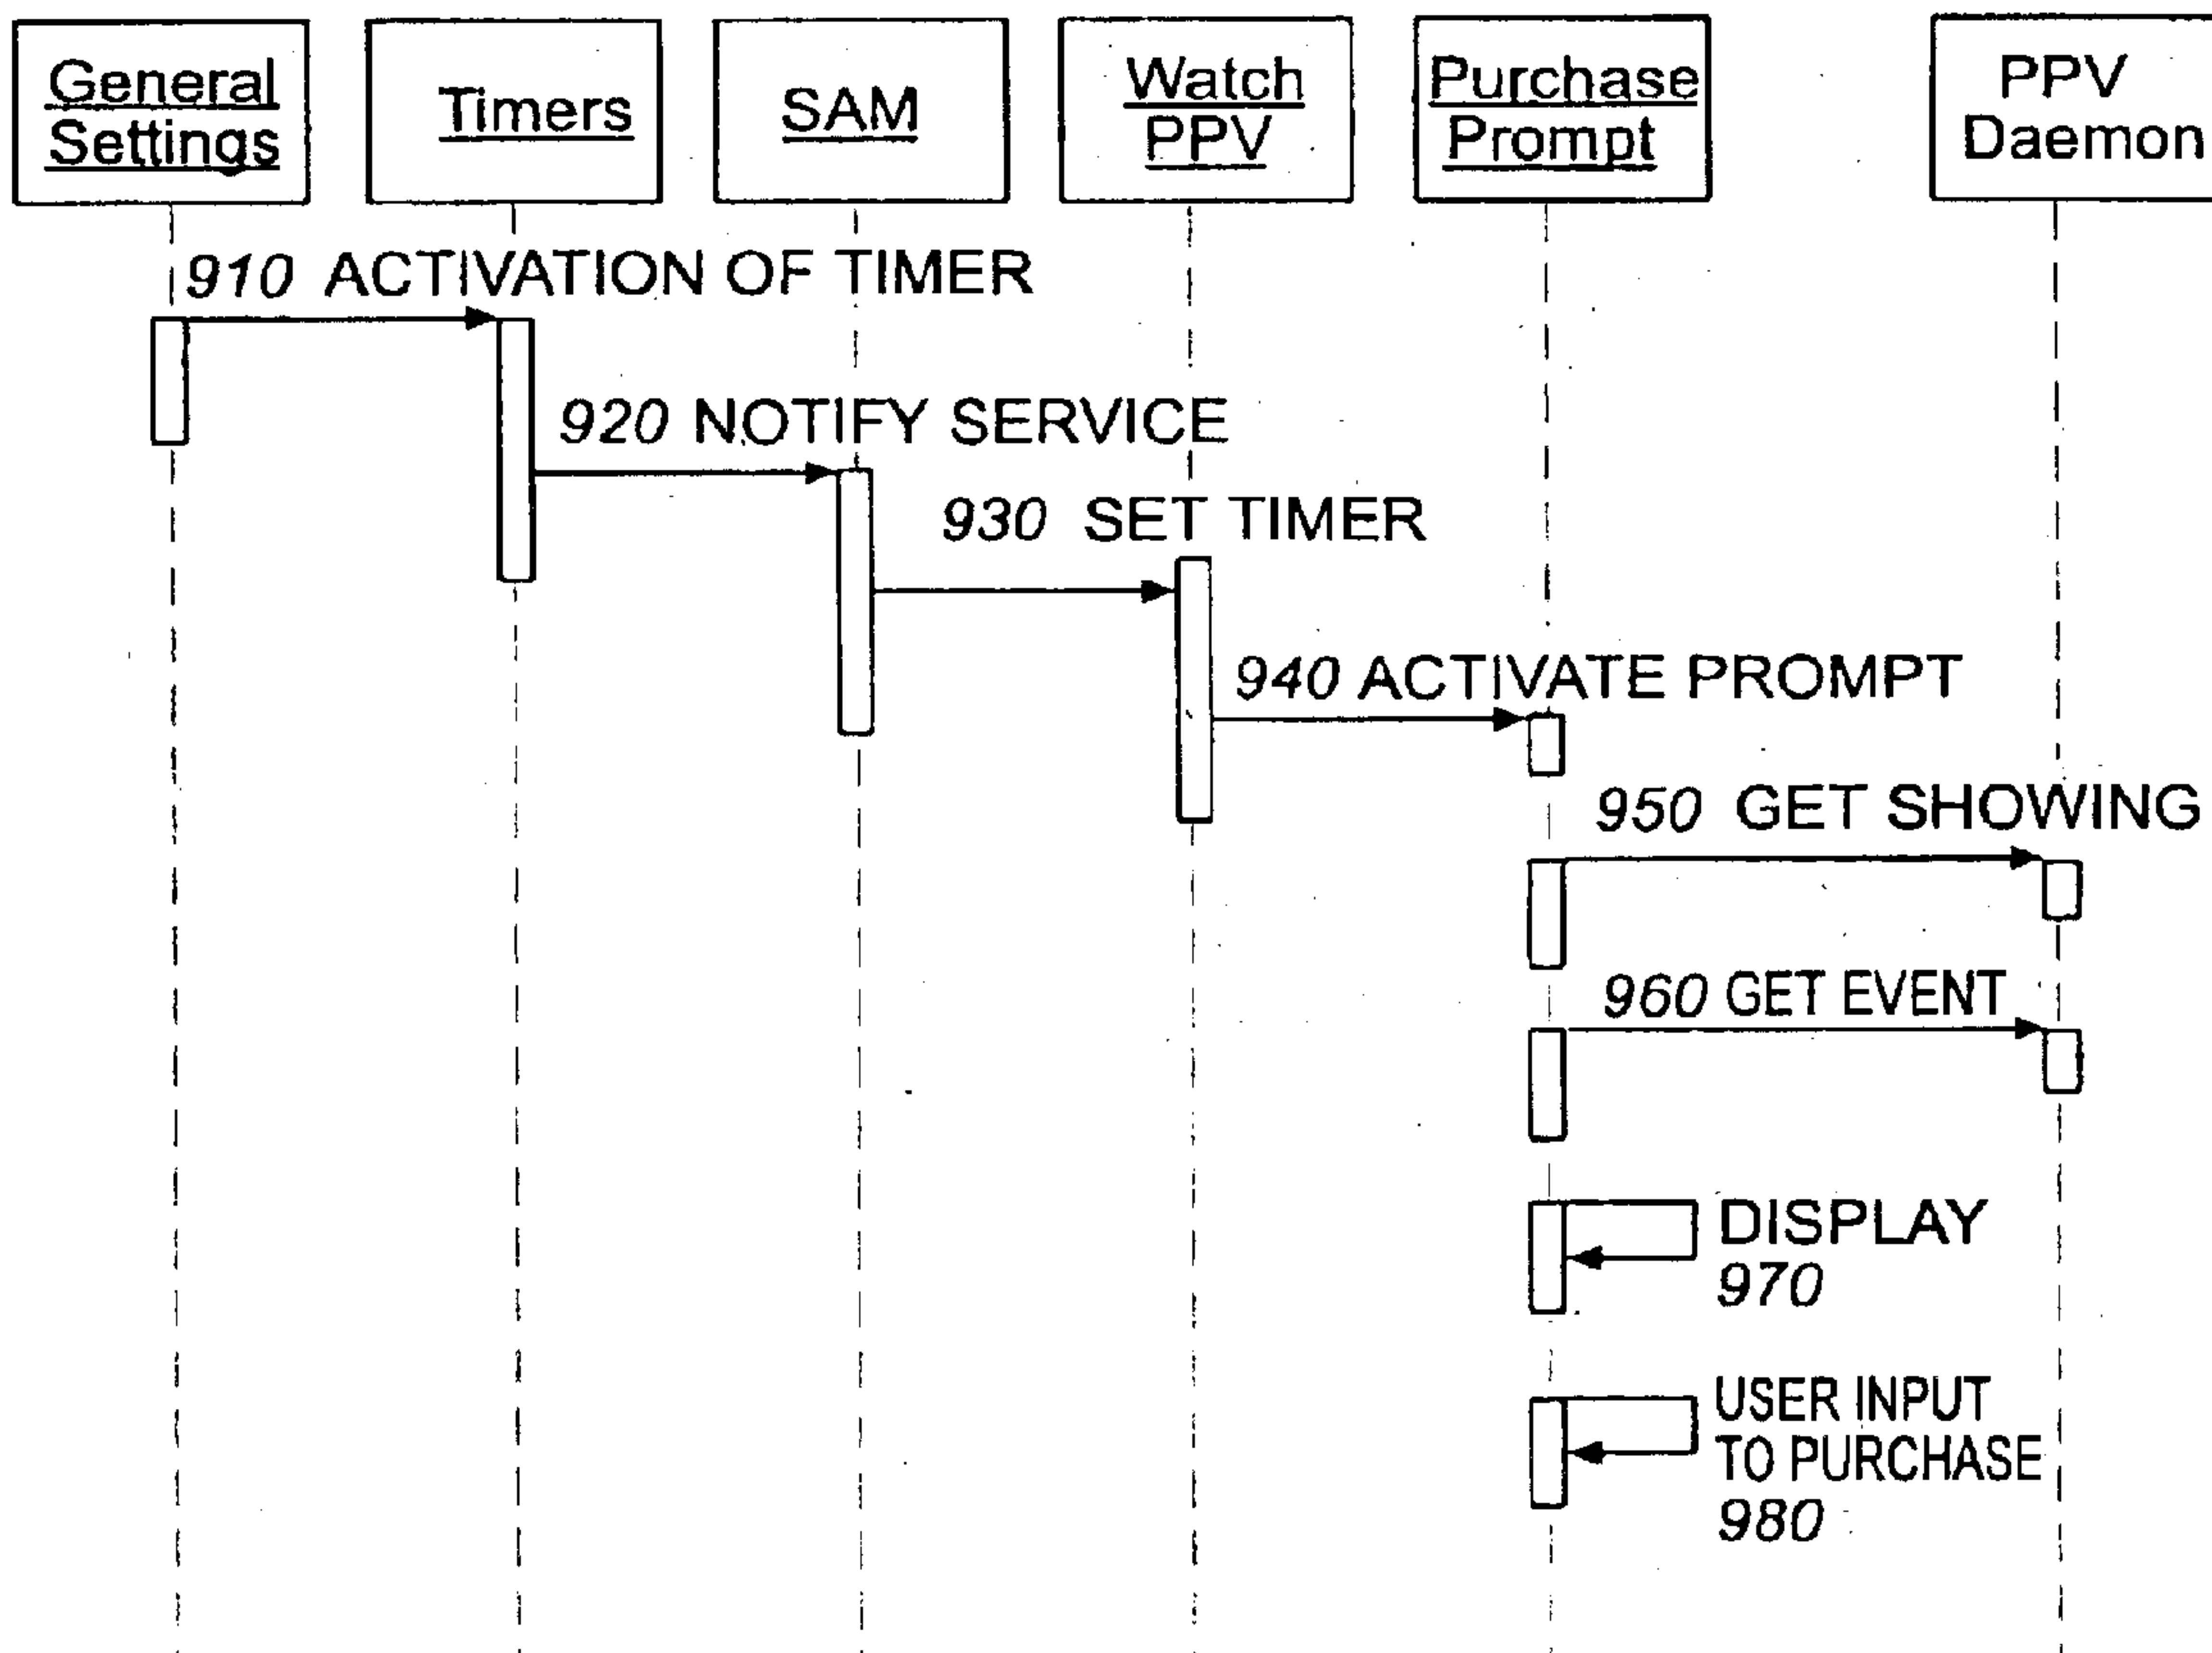 General
Settings
Timers
SAM
Watch
PPV
Purchase
Prompt
PPV
Daemon
910 ACTIVATION OF TIMER
920 NOTIFY SERVICE
930 SET TIMER
940 ACTIVATE PROMPT
950 GET SHOWING
960 GET EVENT
DISPLAY
970
USER INPUT
TO PURCHASE
980